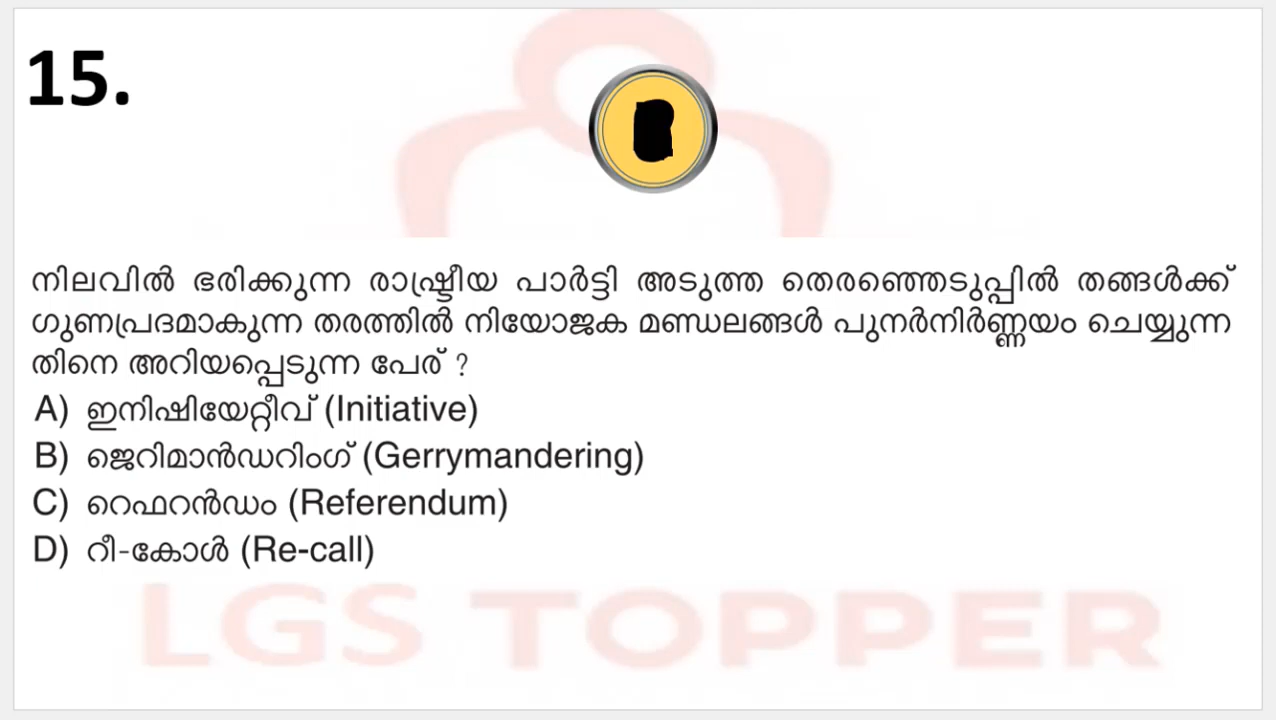 15.
നിലവിൽ ഭരിക്കുന്ന രാഷ്ട്രീയ പാർട്ടി അടുത്ത തെരഞ്ഞെടുപ്പിൽ തങ്ങൾക്ക്
ഗുണപ്രദമാകുന്ന തരത്തിൽ നിയോജക മണ്ഡലങ്ങൾ പുനർനിർണ്ണയം ചെയ്യുന്ന
തിനെ അറിയപ്പെടുന്ന പേര് ?
A) ഇനിഷിയേറ്റീവ് (Initiative)
B) ജെറിമാൻഡറിംഗ് (Gerrymandering)
C) റെഫറൻഡം (Referendum)
D) റീ-കോൾ (Re-call)
LGS TOPPER